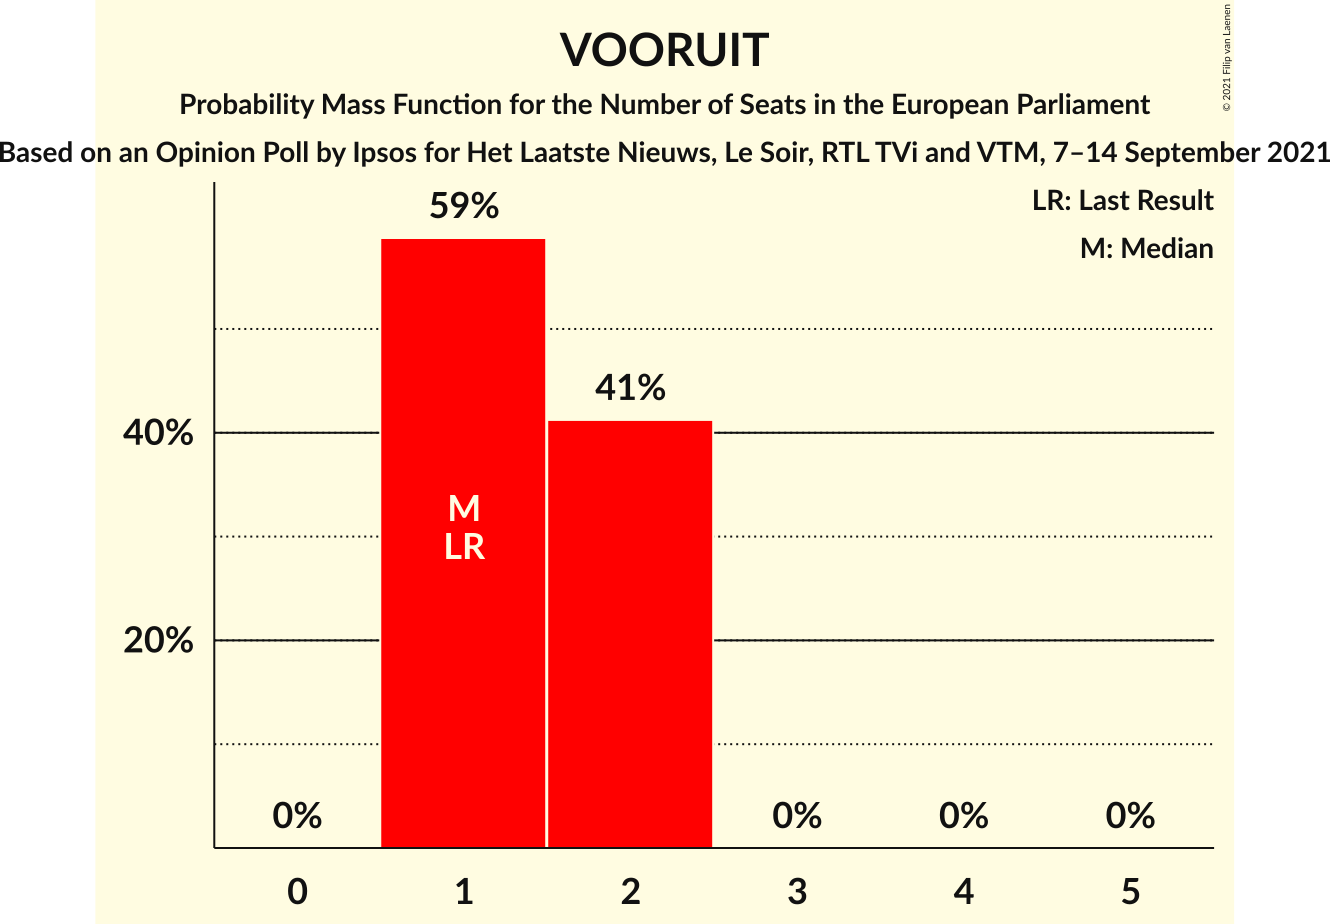 VOORUIT
Probability Mass Function for the Number of Seats in the European Parliament
Based on an Opinion Poll by Ipsos for Het Laatste Nieuws, Le Soir, RTL TVi and VTM, 7–14 September 2021
© 2021 Filip van Laenen
LR: Last Result
M: Median
59%
41%
40%
20%
M
LR
0%
0%
0%
0%
0
1
2
3
4
5